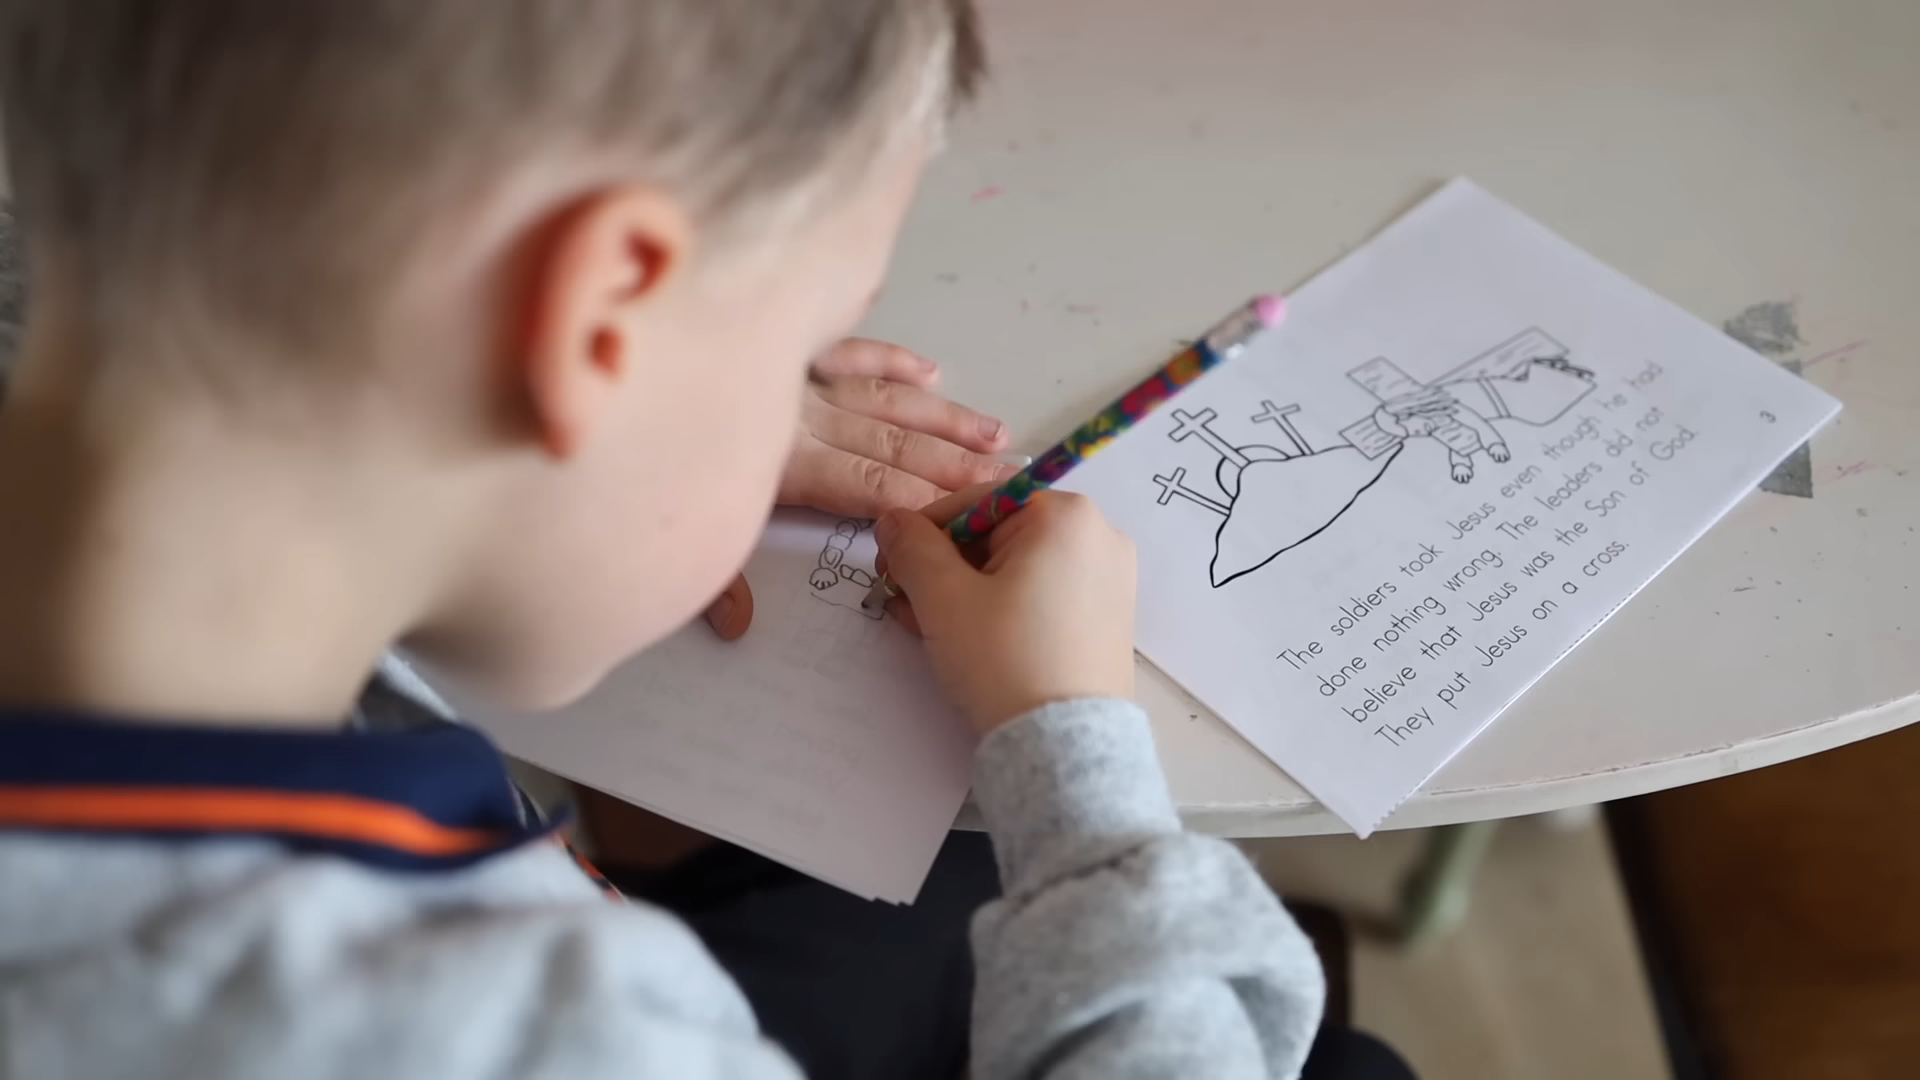 The soldiers took Jesus even though he had
done nothing wrong. The leaders did not
believe that Jesus was the Son of God.
They put Jesus on a cross.
3